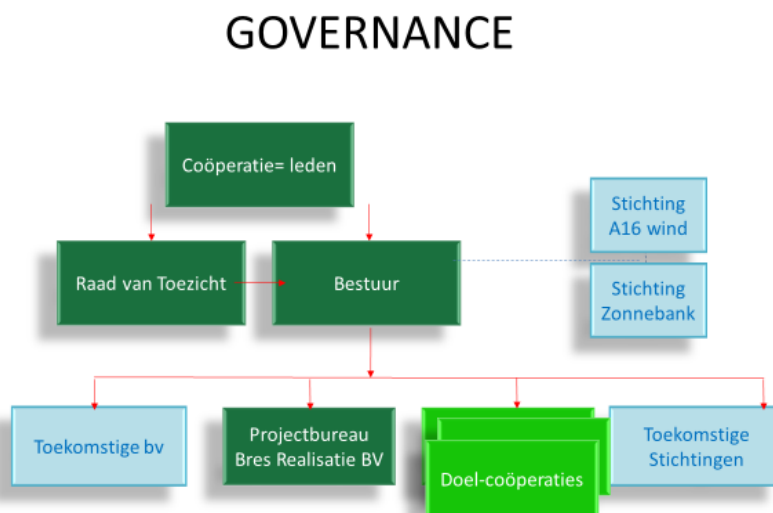 GOVERNANCE
Coöperatie= leden
Stichting
A16 wind
Raad van Toezicht
Bestuur
Stichting
Zonnebank
Toekomstige bv
Projectbureau
Bres Realisatie BV
Doel-coöperaties
Toekomstige
Stichtingen